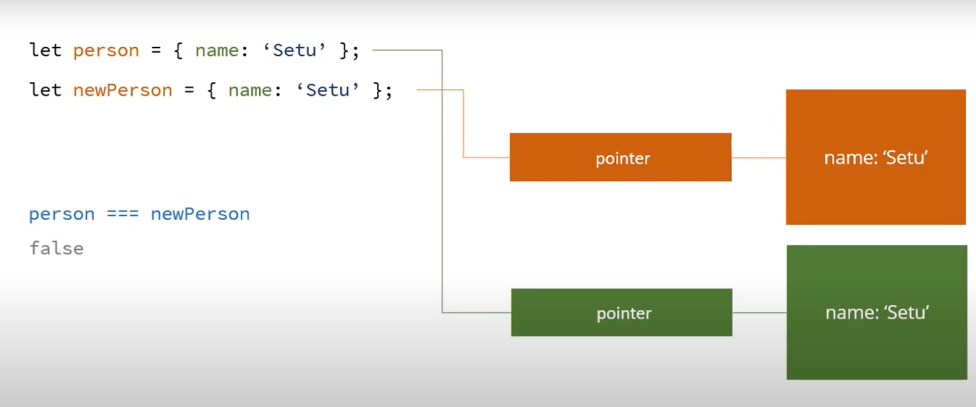 let person = { name: ‘Setu’ };
let newPerson = { name: ‘Setu’ };
pointer
name: ‘Setu’
person === newPerson
false
pointer
name: ‘Setu’